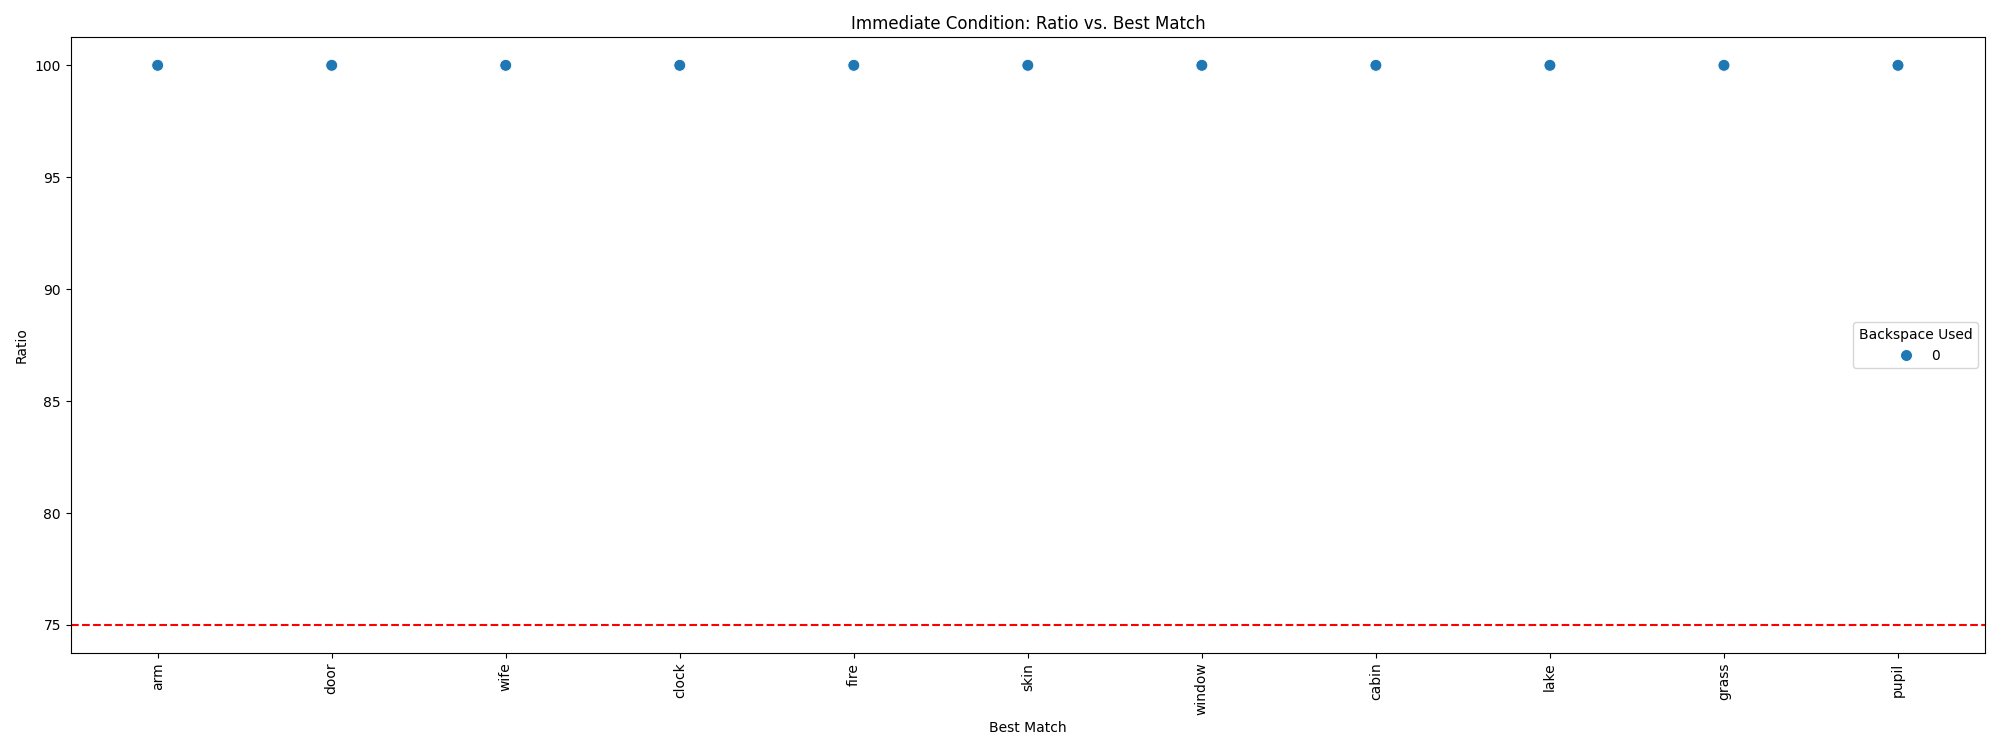 Immediate Condition: Ratio vs. Best Match
100
95
90
85
80
75
Ratio
Backspace Used
0
arm
door
wife
clock
fire
skin
window
cabin
lake
grass
pupil
Best Match